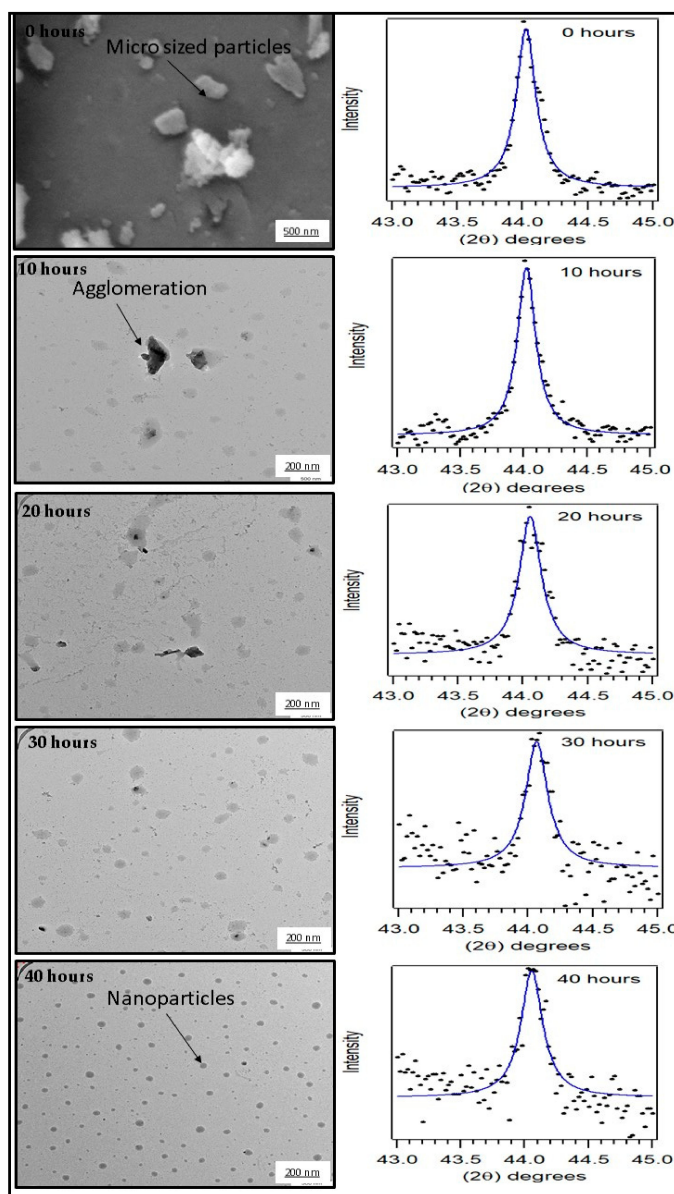 0 hours
Micro sized particles
500 nm
Intensity
0 hours
43.0 43.5 44.0 44.5 45.0
(2θ) degrees
10 hours
Agglomeration
200 nm
500 nm
Intensity
10 hours
43.0 43.5 44.0 44.5 45.0
(2θ) degrees
20 hours
200 nm
Intensity
20 hours
43.0 43.5 44.0 44.5 45.0
(2θ) degrees
30 hours
200 nm
Intensity
30 hours
43.0 43.5 44.0 44.5 45.0
(2θ) degrees
40 hours
Nanoparticles
200 nm
Intensity
40 hours
43.0 43.5 44.0 44.5 45.0
(2θ) degrees